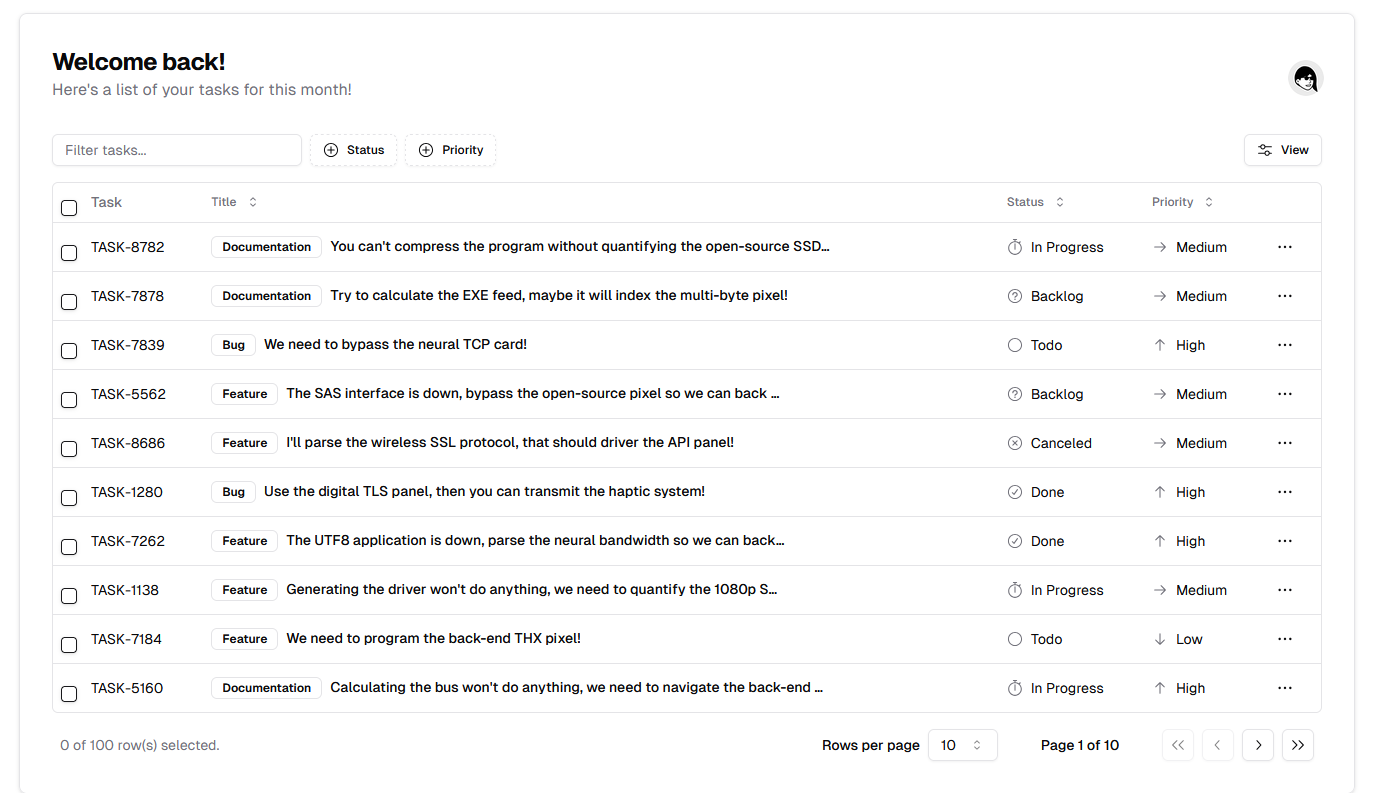 Welcome back!
Here's a list of your tasks for this month!
Filter tasks... Status Priority View
Task Title Status Priority
TASK-8782 Documentation You can't compress the program without quantifying the open-source SSD… In Progress Medium
TASK-7878 Documentation Try to calculate the EXE feed, maybe it will index the multi-byte pixel! Backlog Medium
TASK-7839 Bug We need to bypass the neural TCP card! Todo High
TASK-5562 Feature The SAS interface is down, bypass the open-source pixel so we can back … Backlog Medium
TASK-8686 Feature I'll parse the wireless SSL protocol, that should driver the API panel! Canceled Medium
TASK-1280 Bug Use the digital TLS panel, then you can transmit the haptic system! Done High
TASK-7262 Feature The UTF8 application is down, parse the neural bandwidth so we can back… Done High
TASK-1138 Feature Generating the driver won't do anything, we need to quantify the 1080p S… In Progress Medium
TASK-7184 Feature We need to program the back-end THX pixel! Todo Low
TASK-5160 Documentation Calculating the bus won't do anything, we need to navigate the back-end … In Progress High
0 of 100 row(s) selected. Rows per page 10 Page 1 of 10